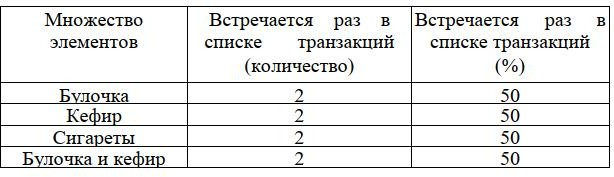 Множество элементов
Встречается раз в списке транзакций (количество)
Встречается раз в списке транзакций (%)
Булочка 2 50
Кефир 2 50
Сигареты 2 50
Булочка и кефир 2 50